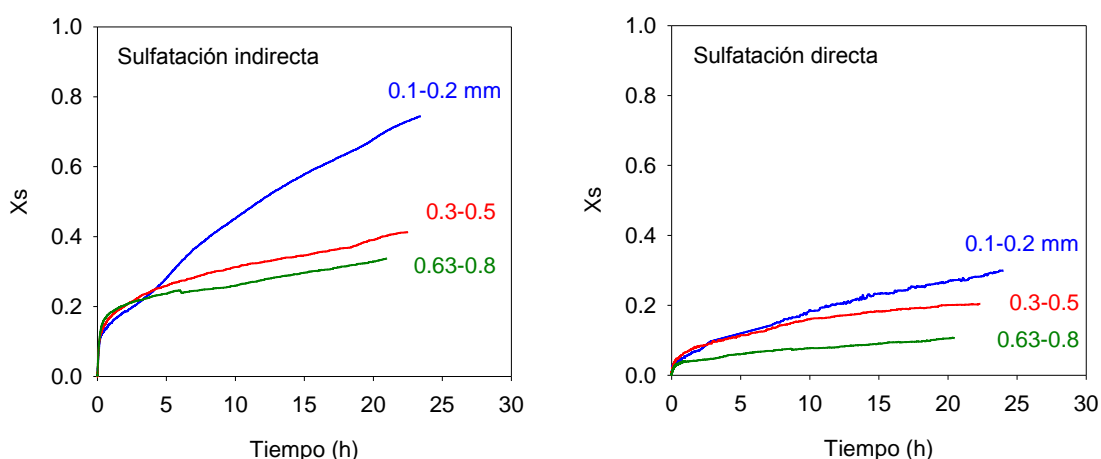 Sulfatación indirecta
1.0
0.8
0.6
0.4
0.2
0.0
Xs
0.1-0.2 mm
0.3-0.5
0.63-0.8
0 5 10 15 20 25 30
Tiempo (h)
Sulfatación directa
1.0
0.8
0.6
0.4
0.2
0.0
Xs
0.1-0.2 mm
0.3-0.5
0.63-0.8
0 5 10 15 20 25 30
Tiempo (h)